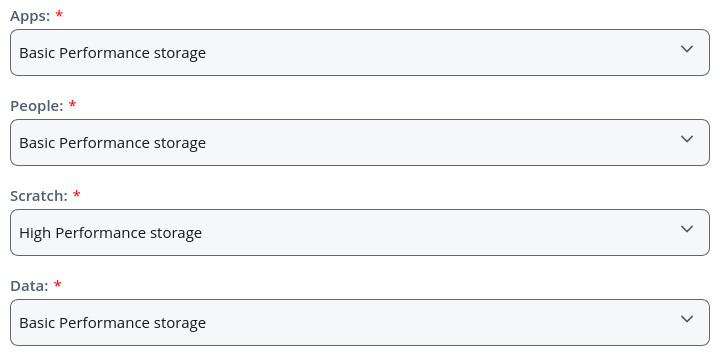 Apps: *
Basic Performance storage
People: *
Basic Performance storage
Scratch: *
High Performance storage
Data: *
Basic Performance storage